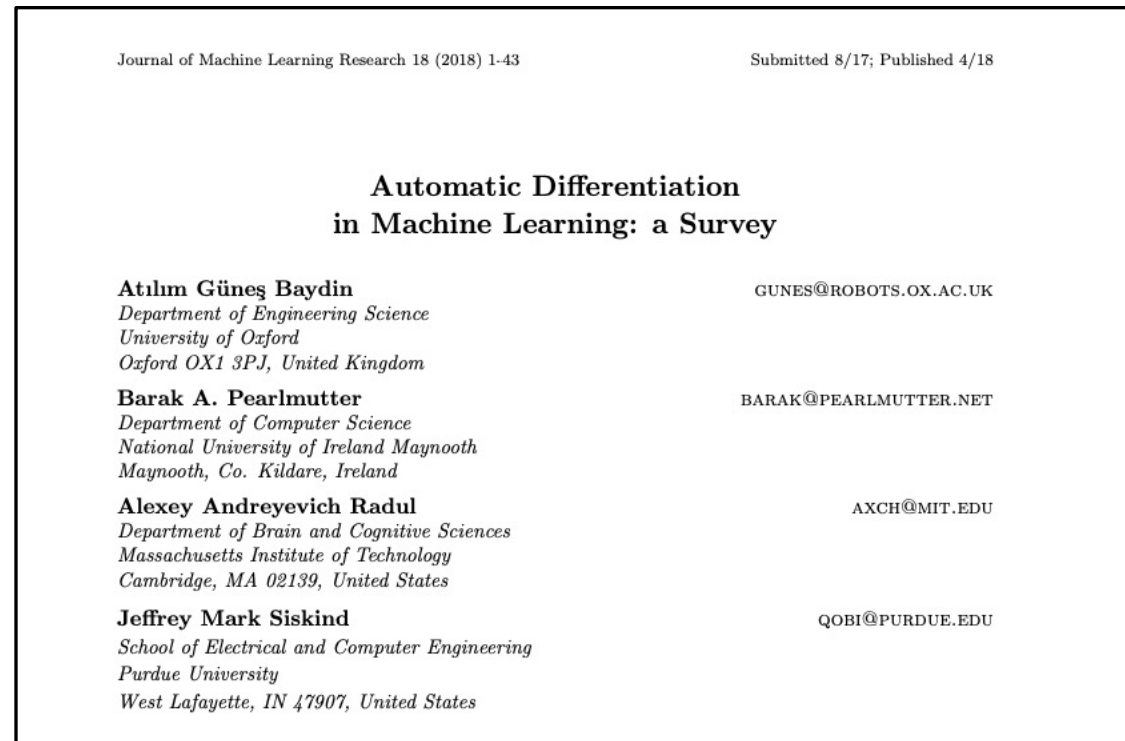 Journal of Machine Learning Research 18 (2018) 1-43 Submitted 8/17; Published 4/18
Automatic Differentiation
in Machine Learning: a Survey
Atılım Güneş Baydin GUNES@ROBOTS.OX.AC.UK
Department of Engineering Science
University of Oxford
Oxford OX1 3PJ, United Kingdom
Barak A. Pearlmutter BARAK@PEARLMUTTER.NET
Department of Computer Science
National University of Ireland Maynooth
Maynooth, Co. Kildare, Ireland
Alexey Andreyevich Radul AXCH@MIT.EDU
Department of Brain and Cognitive Sciences
Massachusetts Institute of Technology
Cambridge, MA 02139, United States
Jeffrey Mark Siskind QOBI@PURDUE.EDU
School of Electrical and Computer Engineering
Purdue University
West Lafayette, IN 47907, United States